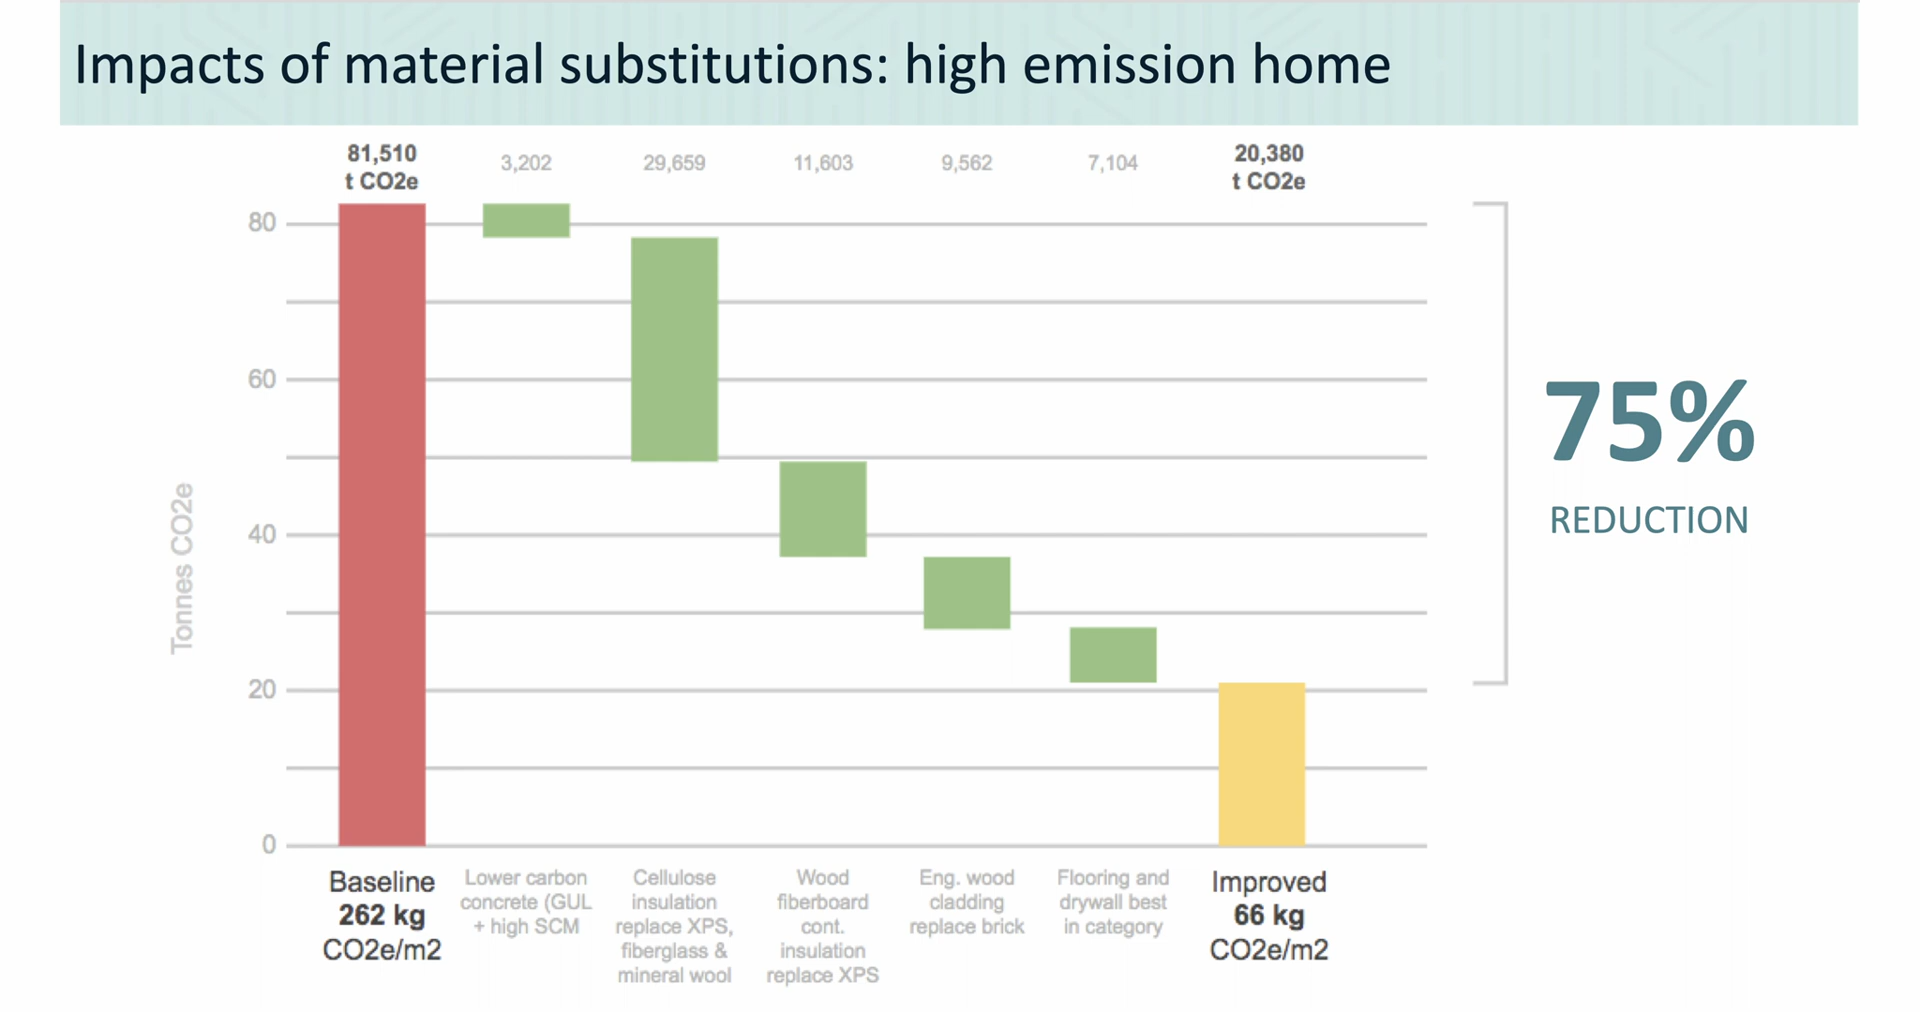 Impacts of material substitutions: high emission home
81,510
t CO2e
3,202
29,659
11,603
9,562
7,104
20,380
t CO2e
80
60
40
20
0
Tonnes CO2e
75%
REDUCTION
Baseline
262 kg
CO2e/m2
Lower carbon
concrete (GUL
+ high SCM
Cellulose
insulation
replace XPS,
fiberglass &
mineral wool
Wood
fiberboard
cont.
insulation
replace XPS
Eng. wood
cladding
replace brick
Flooring and
drywall best
in category
Improved
66 kg
CO2e/m2